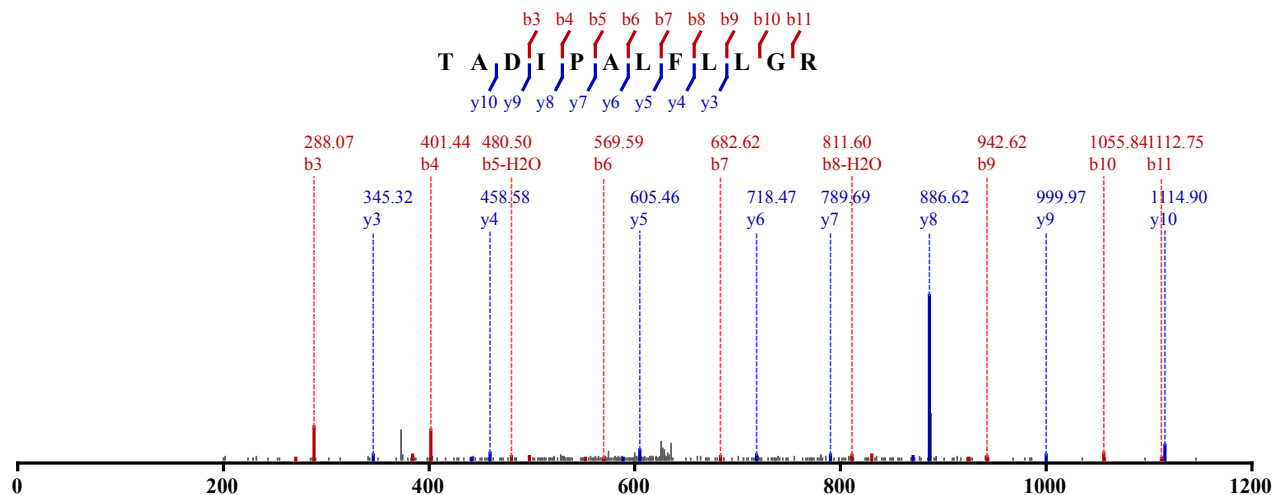 b3 b4 b5 b6 b7 b8 b9 b10 b11
T A D I P A L F L L G R
y10 y9 y8 y7 y6 y5 y4 y3
288.07 401.44 480.50 569.59 682.62 811.60 942.62 1055.84 1112.75
b3 b4 b5-H2O b6 b7 b8-H2O b9 b10 b11
345.32 458.58 605.46 718.47 789.69 886.62 999.97 1114.90
y3 y4 y5 y6 y7 y8 y9 y10
0 200 400 600 800 1000 1200